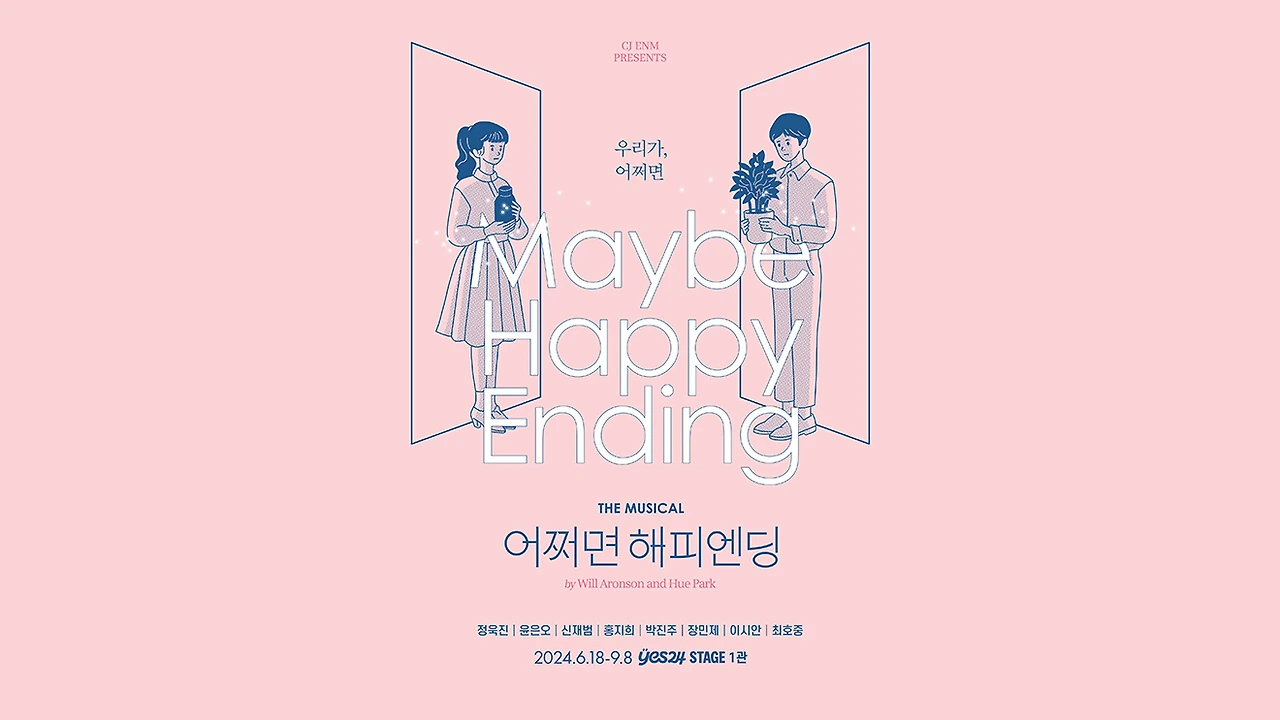 CJ ENM
PRESENTS
우리가,
어쩌면
Maybe
Happy
Ending
THE MUSICAL
어쩌면 해피엔딩
by Will Aronson and Hue Park
정욱진 | 윤은오 | 신재범 | 홍지희 | 박진주 | 장민제 | 이시안 | 최호중
2024.6.18-9.8 yes24 STAGE 1관